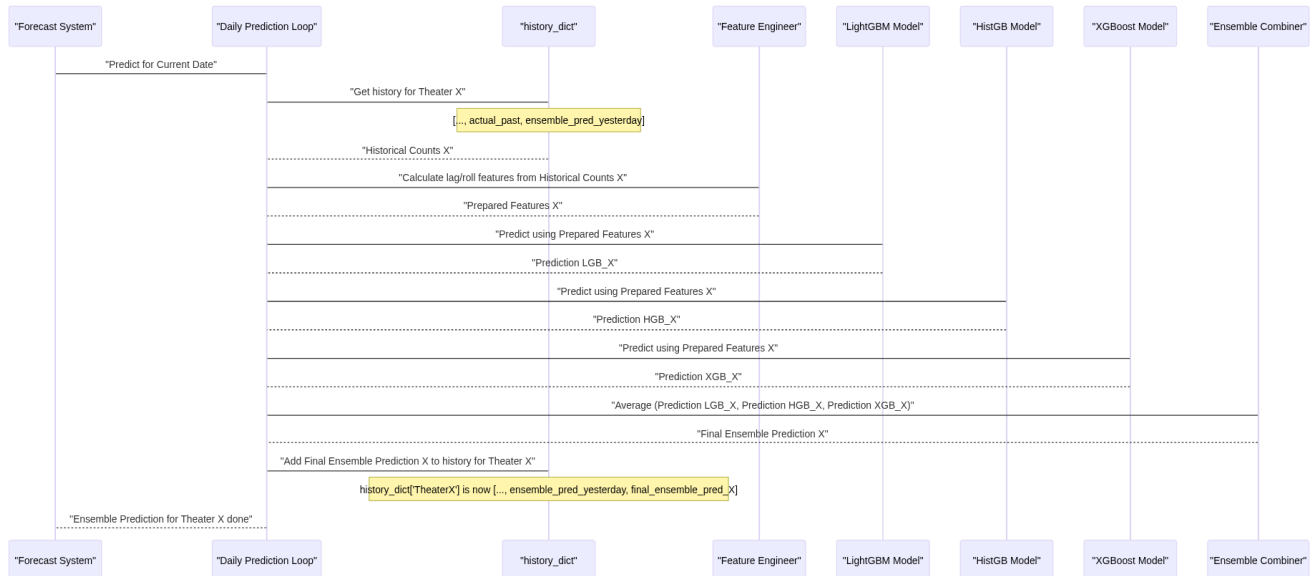 "Forecast System" "Daily Prediction Loop" "history_dict" "Feature Engineer" "LightGBM Model" "HistGB Model" "XGBoost Model" "Ensemble Combiner"
"Predict for Current Date"
"Get history for Theater X"
[..., actual_past, ensemble_pred_yesterday]
"Historical Counts X"
"Calculate lag/roll features from Historical Counts X"
"Prepared Features X"
"Predict using Prepared Features X"
"Prediction LGB_X"
"Predict using Prepared Features X"
"Prediction HGB_X"
"Predict using Prepared Features X"
"Prediction XGB_X"
"Average (Prediction LGB_X, Prediction HGB_X, Prediction XGB_X)"
"Final Ensemble Prediction X"
"Add Final Ensemble Prediction X to history for Theater X"
history_dict['TheaterX'] is now [..., ensemble_pred_yesterday, final_ensemble_pred_X]
"Ensemble Prediction for Theater X done"
"Forecast System" "Daily Prediction Loop" "history_dict" "Feature Engineer" "LightGBM Model" "HistGB Model" "XGBoost Model" "Ensemble Combiner"